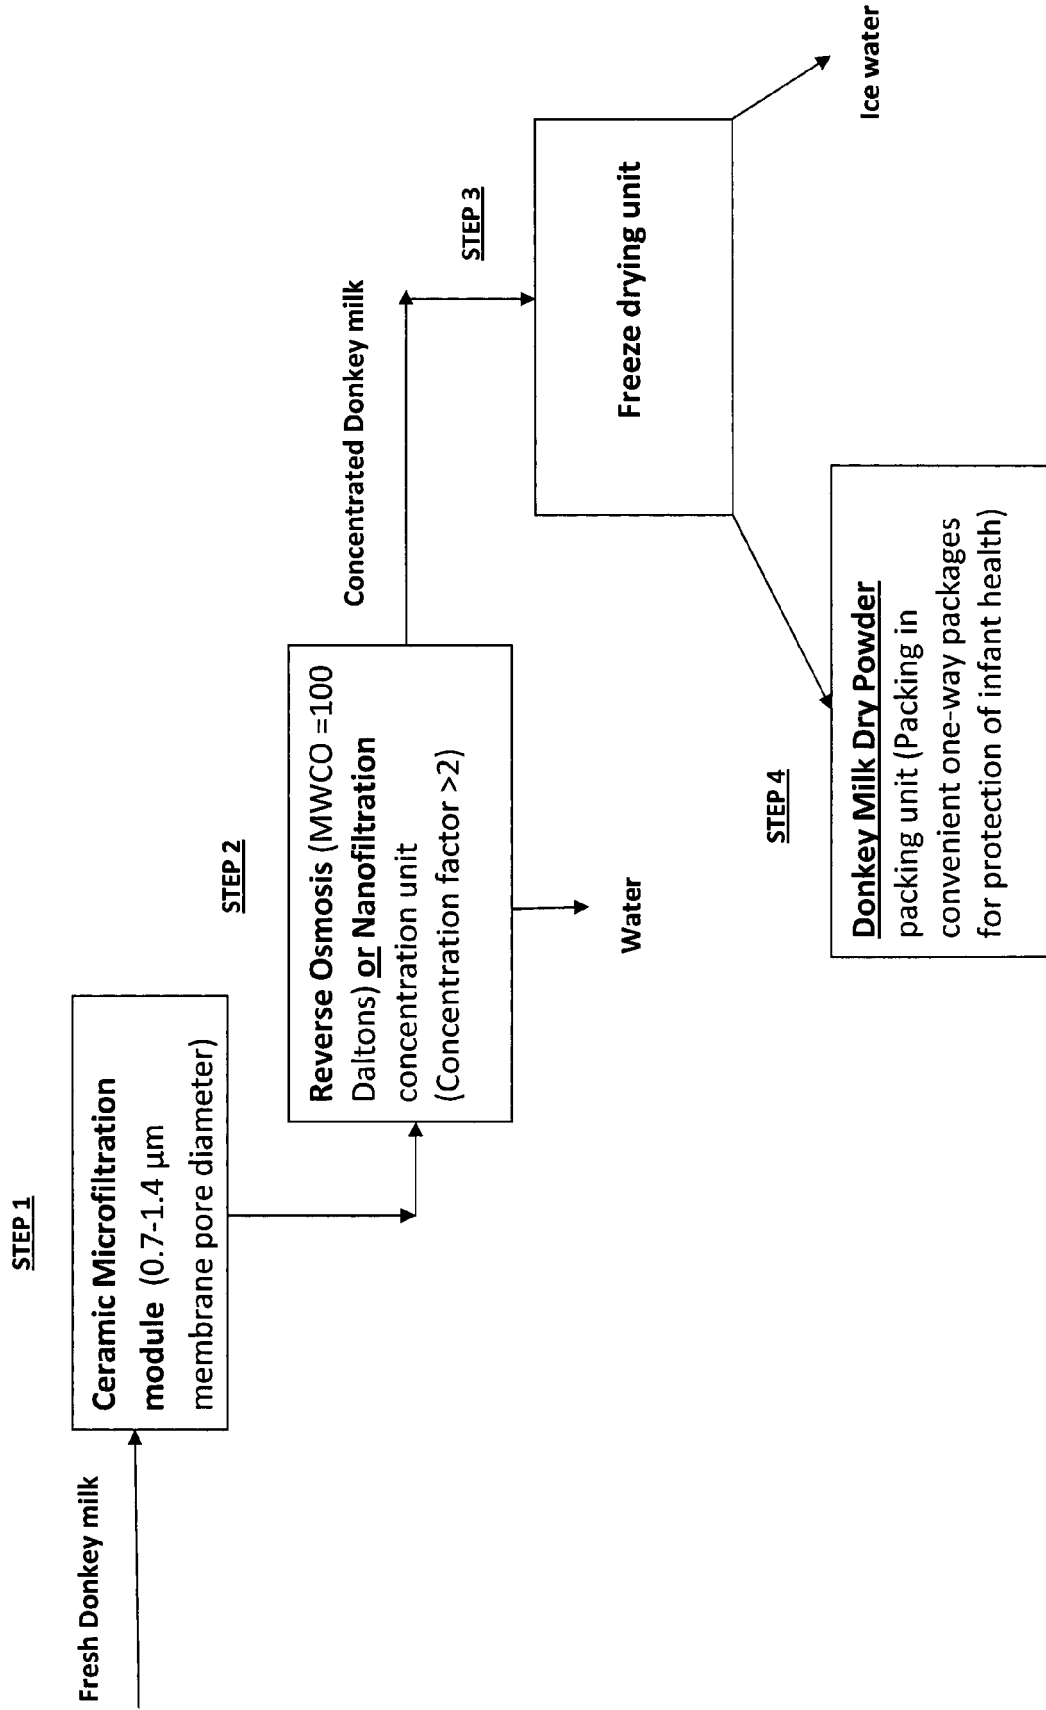 STEP 1
Fresh Donkey milk
Ceramic Microfiltration
module (0.7-1.4 µm
membrane pore diameter)
STEP 2
Reverse Osmosis (MWCO =100
Daltons) or Nanofiltration
concentration unit
(Concentration factor >2)
Water
Concentrated Donkey milk
STEP 3
Freeze drying unit
Ice water
STEP 4
Donkey Milk Dry Powder
packing unit (Packing in
convenient one-way packages
for protection of infant health)